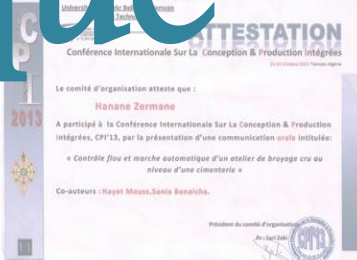 ATTESTATION
Conférence Internationale Sur La Conception & Production Intégrées
CPI
2013
Le comité d'organisation atteste que :
Hanane Zermane
A participé à la Conférence Internationale Sur La Conception & Production
Intégrées, CPI'13, par la présentation d'une communication orale intitulée:
« Contrôle flou et marche automatique d'un atelier de broyage cru au
niveau d'une cimenterie »
Co-auteurs : Hayet Mouss.Sonia Benaicha.
Président du comité d'organisation